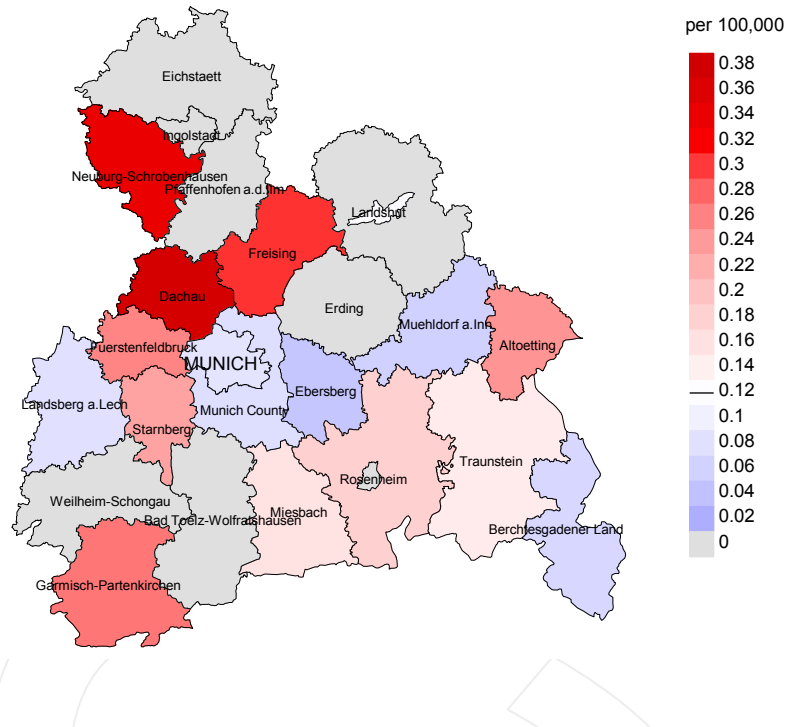 per 100,000
0.38
0.36
0.34
0.32
0.3
0.28
0.26
0.24
0.22
0.2
0.18
0.16
0.14
0.12
0.1
0.08
0.06
0.04
0.02
0
Eichstaett
Ingolstadt
Neuburg-Schrobenhausen
Pfaffenhofen a.d.Ilm
Landshut
Freising
Dachau
Erding
Muehldorf a.Inn
Fuerstenfeldbruck
Altoetting
MUNICH
Ebersberg
Landsberg a.Lech
Munich County
Starnberg
Traunstein
Rosenheim
Weilheim-Schongau
Miesbach
Bad Toelz-Wolfratshausen
Berchtesgadener Land
Garmisch-Partenkirchen